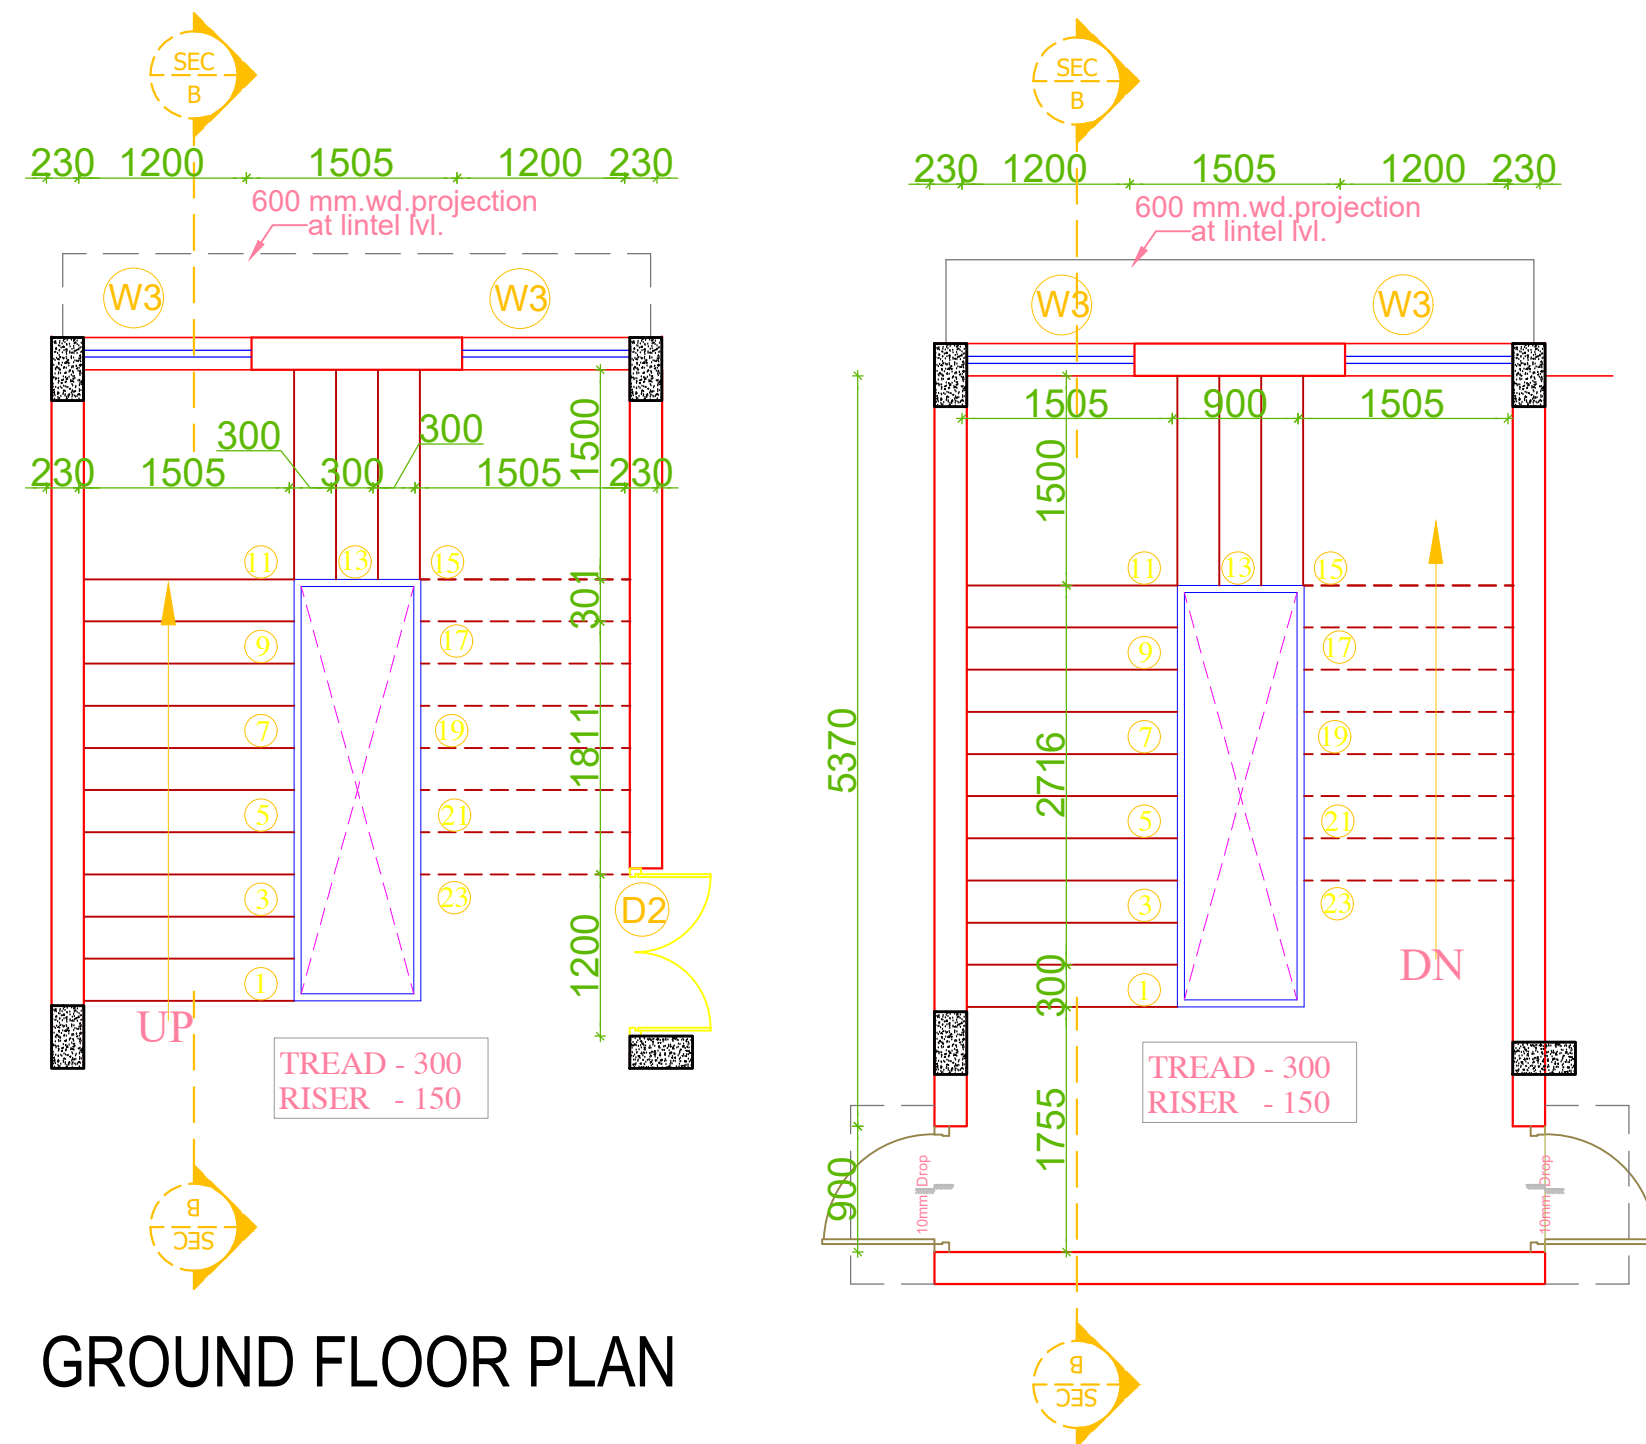 SEC
B
230 1200 1505 1200 230
600 mm.wd.projection
at lintel lvl.
W3
W3
1500
300
300
230 1505 300 1505 230
11
13
15
301
9
17
7
19
1811
5
21
3
23
D2
1200
1
UP
TREAD - 300
RISER - 150
B
SEC
GROUND FLOOR PLAN
SEC
B
230 1200 1505 1200 230
600 mm.wd.projection
at lintel lvl.
W3
W3
1505 900 1505
1500
11
13
15
9
17
5370
7
19
2716
5
21
3
23
DN
300
1
TREAD - 300
RISER - 150
1755
900
10mm Drop
10mm Drop
B
SEC